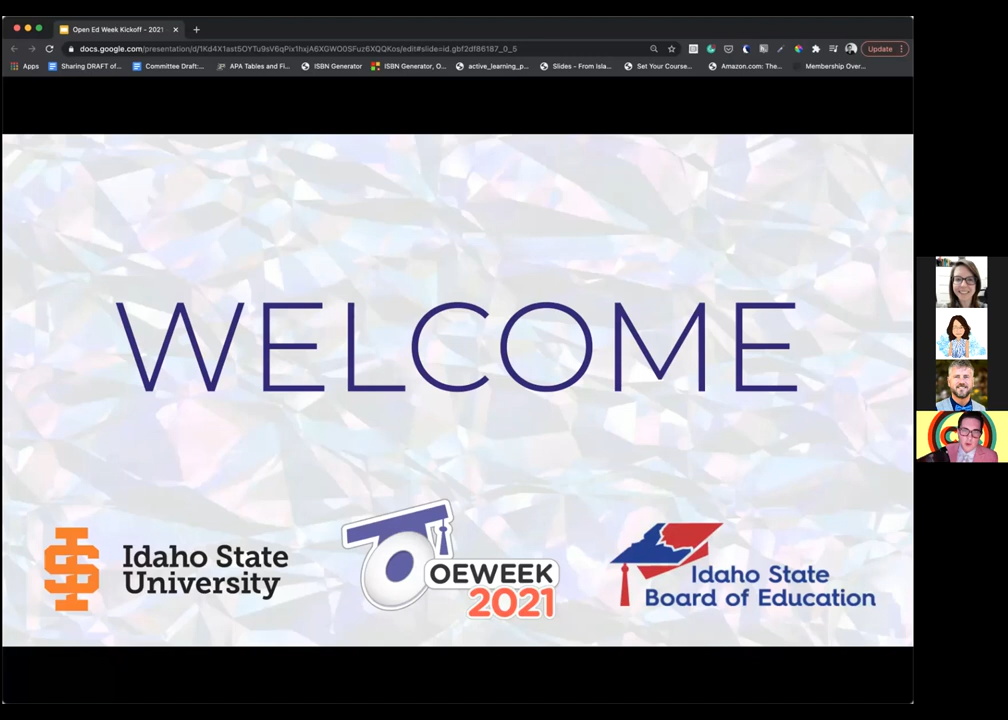 Open Ed Week Kickoff - 2021
docs.google.com/presentation/d/1Kd4X1ast5OYTu9sV6qPix1hxjA6XGWO0SFuz6XQQKos/edit#slide=id.gbf2df86187_0_5
Update
Apps Sharing DRAFT of... Committee Draft:... APA Tables and Fi... ISBN Generator ISBN Generator, O... active_learning_p... Slides - From Isla... Set Your Course... Amazon.com: The... Membership Over...
WELCOME
Idaho State
University
OEWEEK
2021
Idaho State
Board of Education